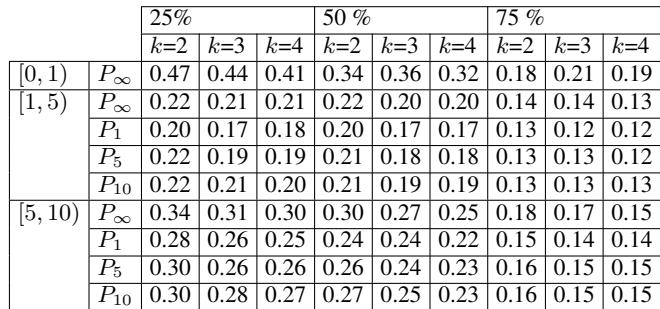 25% 50 % 75 %
k=2 k=3 k=4 k=2 k=3 k=4 k=2 k=3 k=4
[0, 1) P∞ 0.47 0.44 0.41 0.34 0.36 0.32 0.18 0.21 0.19
[1, 5) P∞ 0.22 0.21 0.21 0.22 0.20 0.20 0.14 0.14 0.13
P1 0.20 0.17 0.18 0.20 0.17 0.17 0.13 0.12 0.12
P5 0.22 0.19 0.19 0.21 0.18 0.18 0.13 0.13 0.12
P10 0.22 0.21 0.20 0.21 0.19 0.19 0.13 0.13 0.13
[5, 10) P∞ 0.34 0.31 0.30 0.30 0.27 0.25 0.18 0.17 0.15
P1 0.28 0.26 0.25 0.24 0.24 0.22 0.15 0.14 0.14
P5 0.30 0.26 0.26 0.26 0.24 0.23 0.16 0.15 0.15
P10 0.30 0.28 0.27 0.27 0.25 0.23 0.16 0.15 0.15